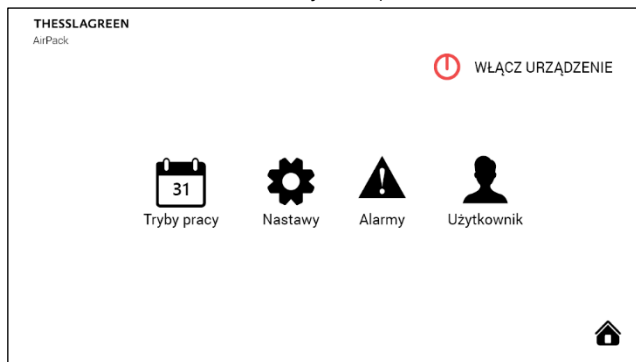 THESSLAGREEN
AirPack
WŁĄCZ URZĄDZENIE
31
Tryby pracy
Nastawy
Alarmy
Użytkownik